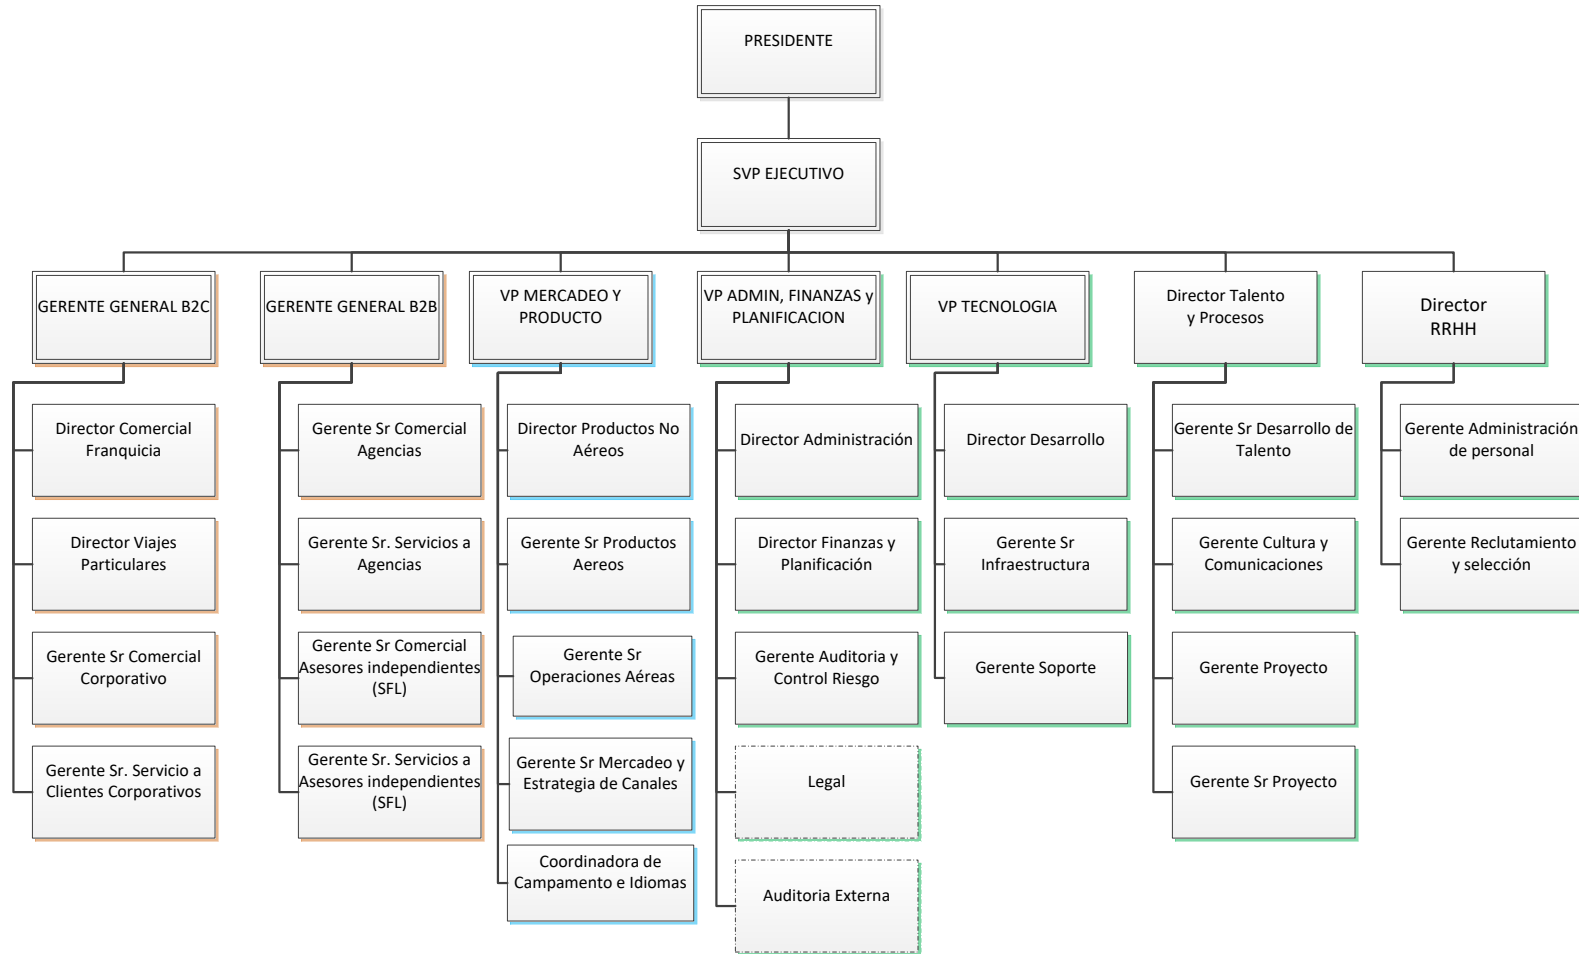 PRESIDENTE
SVP EJECUTIVO
GERENTE GENERAL B2C
GERENTE GENERAL B2B
VP MERCADEO Y
PRODUCTO
VP ADMIN, FINANZAS y
PLANIFICACION
VP TECNOLOGIA
Director Talento
y Procesos
Director
RRHH
Director Comercial
Franquicia
Director Viajes
Particulares
Gerente Sr Comercial
Corporativo
Gerente Sr. Servicio a
Clientes Corporativos
Gerente Sr Comercial
Agencias
Gerente Sr. Servicios a
Agencias
Gerente Sr Comercial
Asesores independientes
(SFL)
Gerente Sr. Servicios a
Asesores independientes
(SFL)
Director Productos No
Aéreos
Gerente Sr Productos
Aereos
Gerente Sr
Operaciones Aéreas
Gerente Sr Mercadeo y
Estrategia de Canales
Coordinadora de
Campamento e Idiomas
Director Administración
Director Finanzas y
Planificación
Gerente Auditoria y
Control Riesgo
Legal
Auditoria Externa
Director Desarrollo
Gerente Sr
Infraestructura
Gerente Soporte
Gerente Sr Desarrollo de
Talento
Gerente Cultura y
Comunicaciones
Gerente Proyecto
Gerente Sr Proyecto
Gerente Administración
de personal
Gerente Reclutamiento
y selección